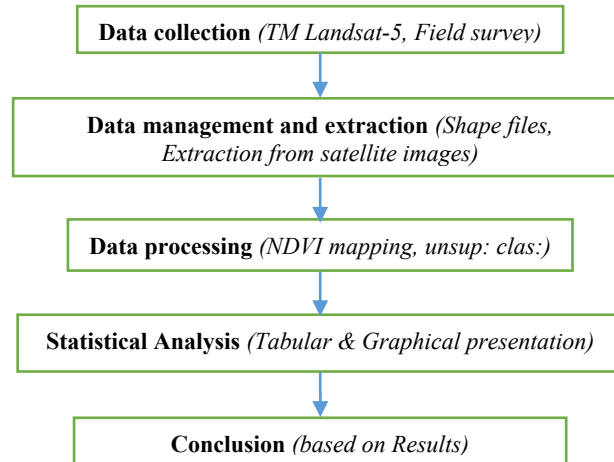 Data collection (TM Landsat-5, Field survey)
Data management and extraction (Shape files,
Extraction from satellite images)
Data processing (NDVI mapping, unsup: clas:)
Statistical Analysis (Tabular & Graphical presentation)
Conclusion (based on Results)